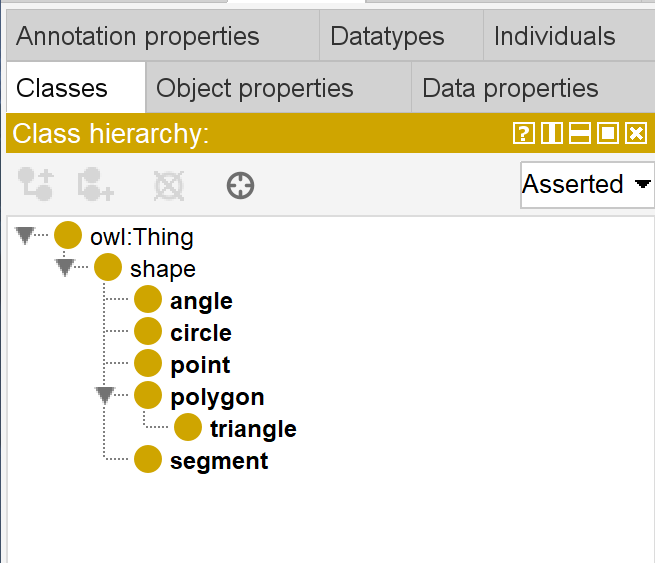 Annotation properties Datatypes Individuals
Classes Object properties Data properties
Class hierarchy:
Asserted
owl:Thing
shape
angle
circle
point
polygon
triangle
segment